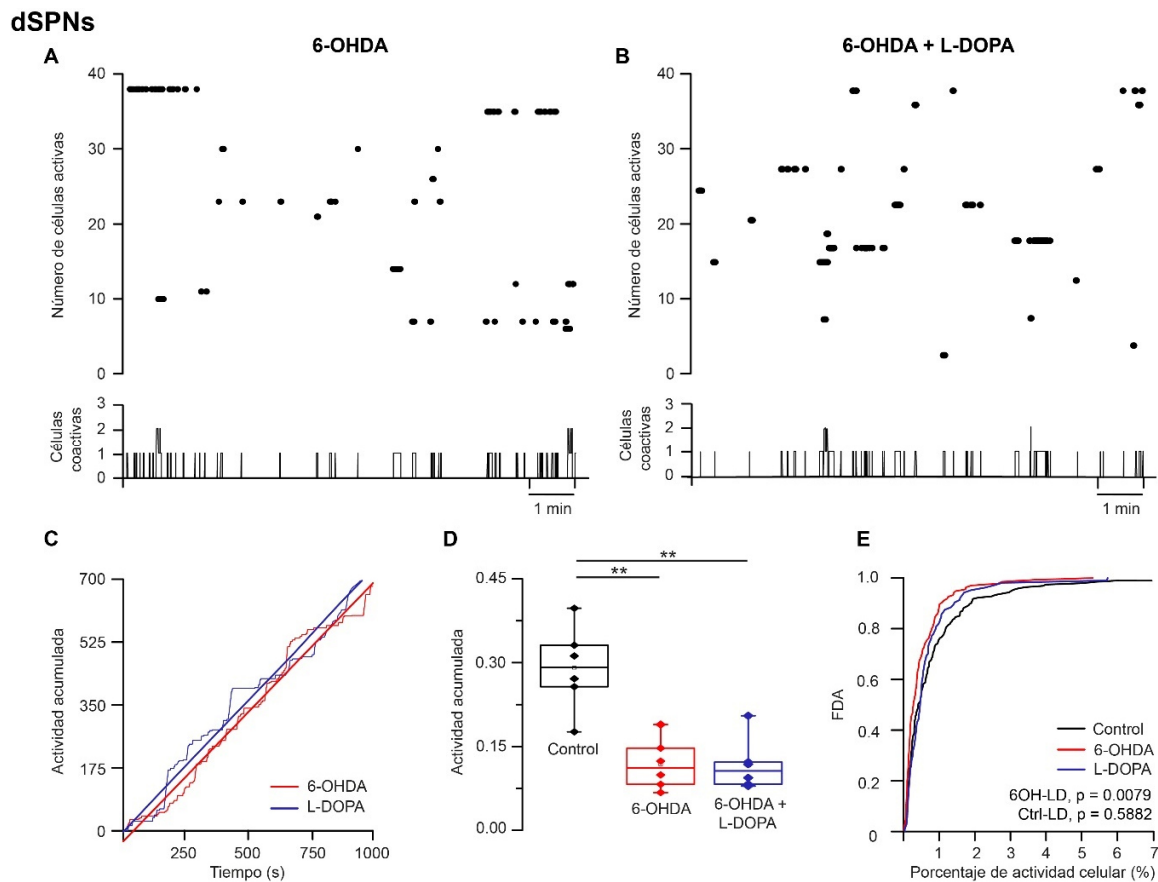 dSPNs
A
6-OHDA
Número de células activas
40
30
20
10
0
Células
coactivas
3
2
1
0
1 min
B
6-OHDA + L-DOPA
Número de células activas
40
30
20
10
0
Células
coactivas
3
2
1
0
1 min
C
Actividad acumulada
700
525
350
175
0
6-OHDA
L-DOPA
250
500
750
1000
Tiempo (s)
D
Actividad acumulada
0.45
0.30
0.15
0.00
**
**
Control
6-OHDA
6-OHDA +
L-DOPA
E
FDA
1.0
0.8
0.6
0.4
0.2
0
Control
6-OHDA
L-DOPA
6OH-LD, p = 0.0079
Ctrl-LD, p = 0.5882
1 2 3 4 5 6 7
Porcentaje de actividad celular (%)